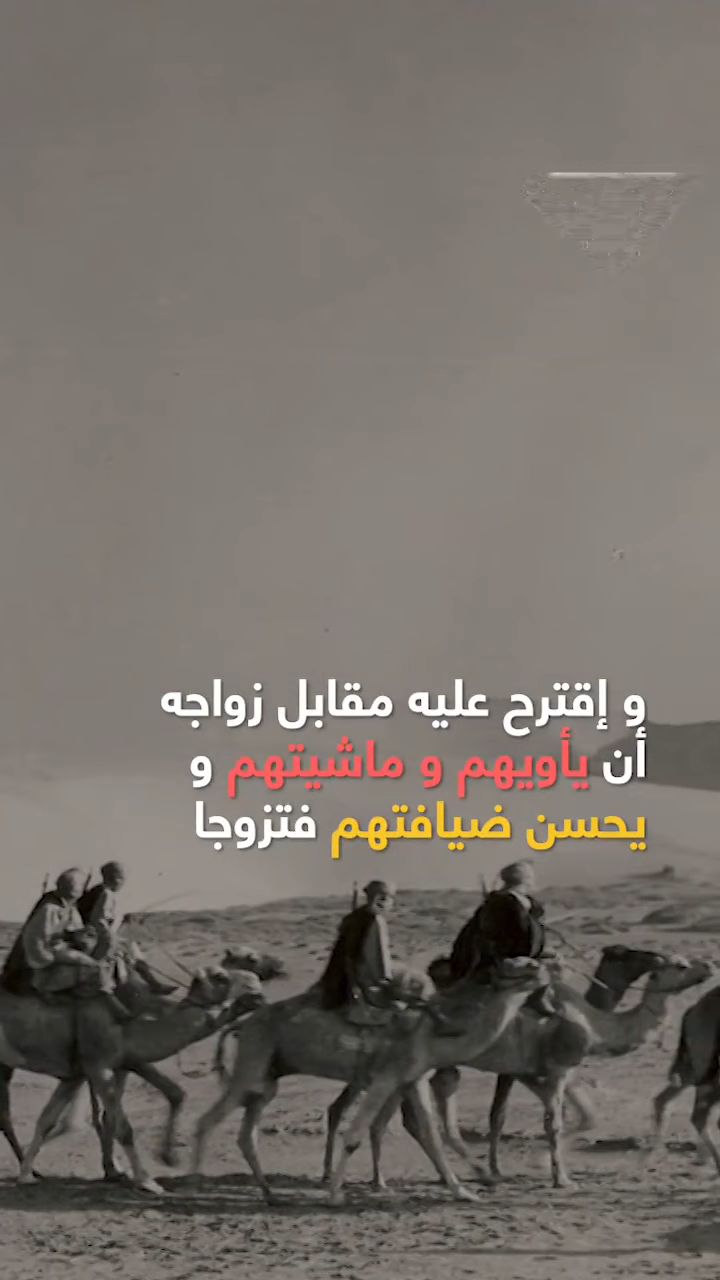 و إقترح عليه مقابل زواجه
أن يأويهم و ماشيتهم و
يحسن ضيافتهم فتزوجا